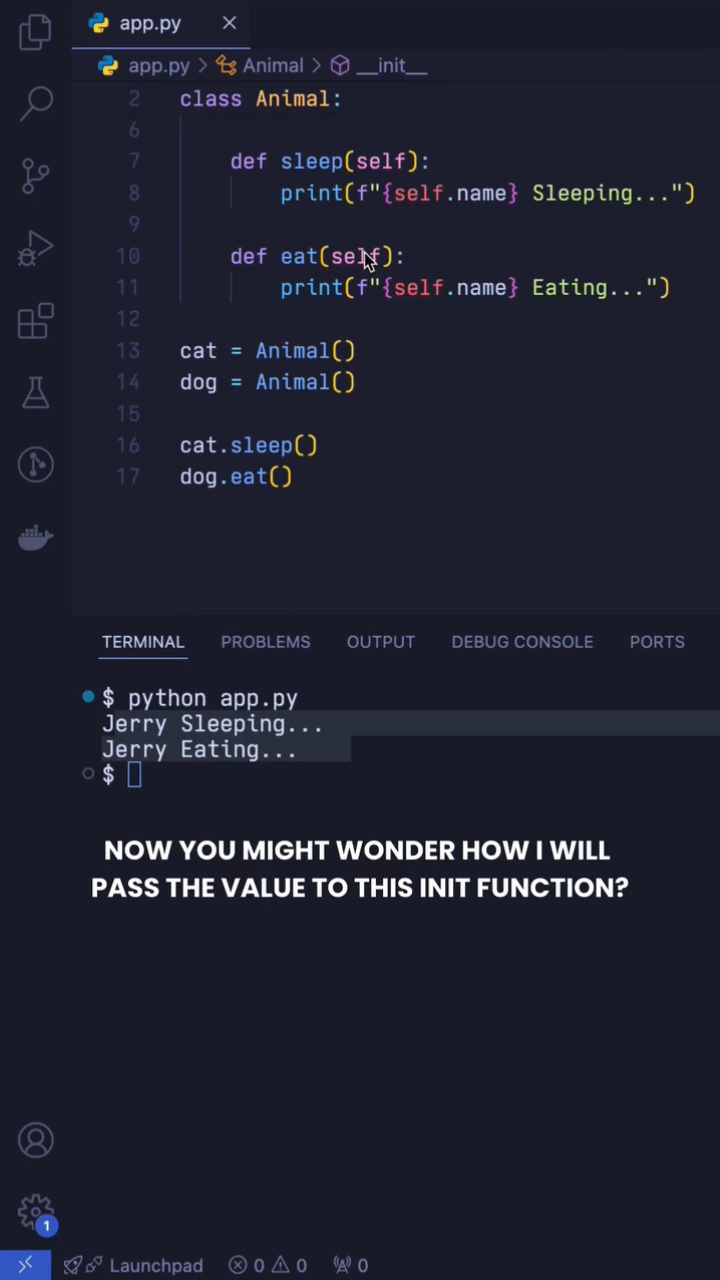 app.py
app.py > Animal > __init__
2 class Animal:
6
7 def sleep(self):
8 print(f"{self.name} Sleeping...")
9
10 def eat(self):
11 print(f"{self.name} Eating...")
12
13 cat = Animal()
14 dog = Animal()
15
16 cat.sleep()
17 dog.eat()
TERMINAL PROBLEMS OUTPUT DEBUG CONSOLE PORTS
$ python app.py
Jerry Sleeping...
Jerry Eating...
$
NOW YOU MIGHT WONDER HOW I WILL
PASS THE VALUE TO THIS INIT FUNCTION?
1
Launchpad 0 0 0